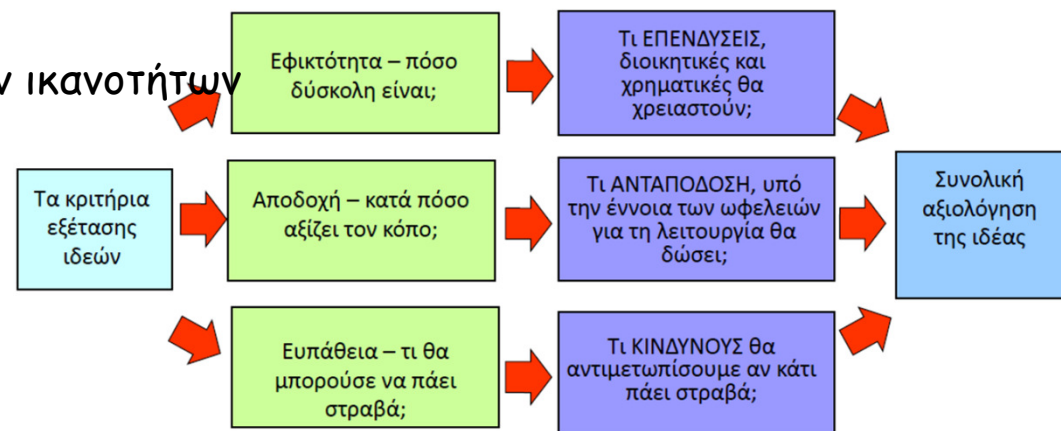 ν ικανοτήτων
Εφικτότητα – πόσο
δύσκολη είναι;
Τι ΕΠΕΝΔΥΣΕΙΣ,
διοικητικές και
χρηματικές θα
χρειαστούν;
Τα κριτήρια
εξέτασης
ιδεών
Αποδοχή – κατά πόσο
αξίζει τον κόπο;
Τι ΑΝΤΑΠΟΔΟΣΗ, υπό
την έννοια των ωφελειών
για τη λειτουργία θα
δώσει;
Συνολική
αξιολόγηση
της ιδέας
Ευπάθεια – τι θα
μπορούσε να πάει
στραβά;
Τι ΚΙΝΔΥΝΟΥΣ θα
αντιμετωπίσουμε αν κάτι
πάει στραβά;